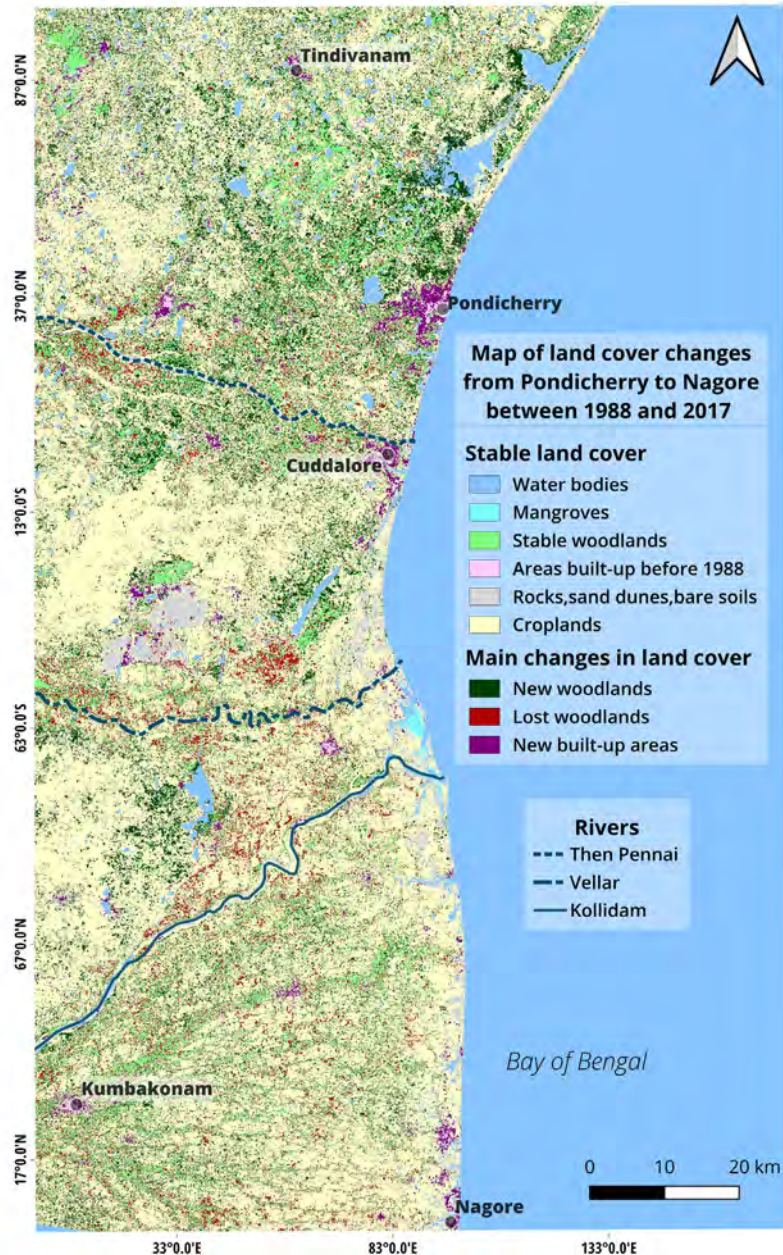 Tindivanam
87°0.0'N
Pondicherry
37°0.0'N
Map of land cover changes
from Pondicherry to Nagore
between 1988 and 2017
Stable land cover
Water bodies
Mangroves
Stable woodlands
Areas built-up before 1988
Rocks,sand dunes,bare soils
Croplands
Main changes in land cover
New woodlands
Lost woodlands
New built-up areas
Cuddalore
13°0.0'S
63°0.0'N
Rivers
Then Pennai
Vellar
Kollidam
67°0.0'N
Bay of Bengal
Kumbakonam
17°0.0'N
0 10 20 km
Nagore
33°0.0'E 83°0.0'E 133°0.0'E